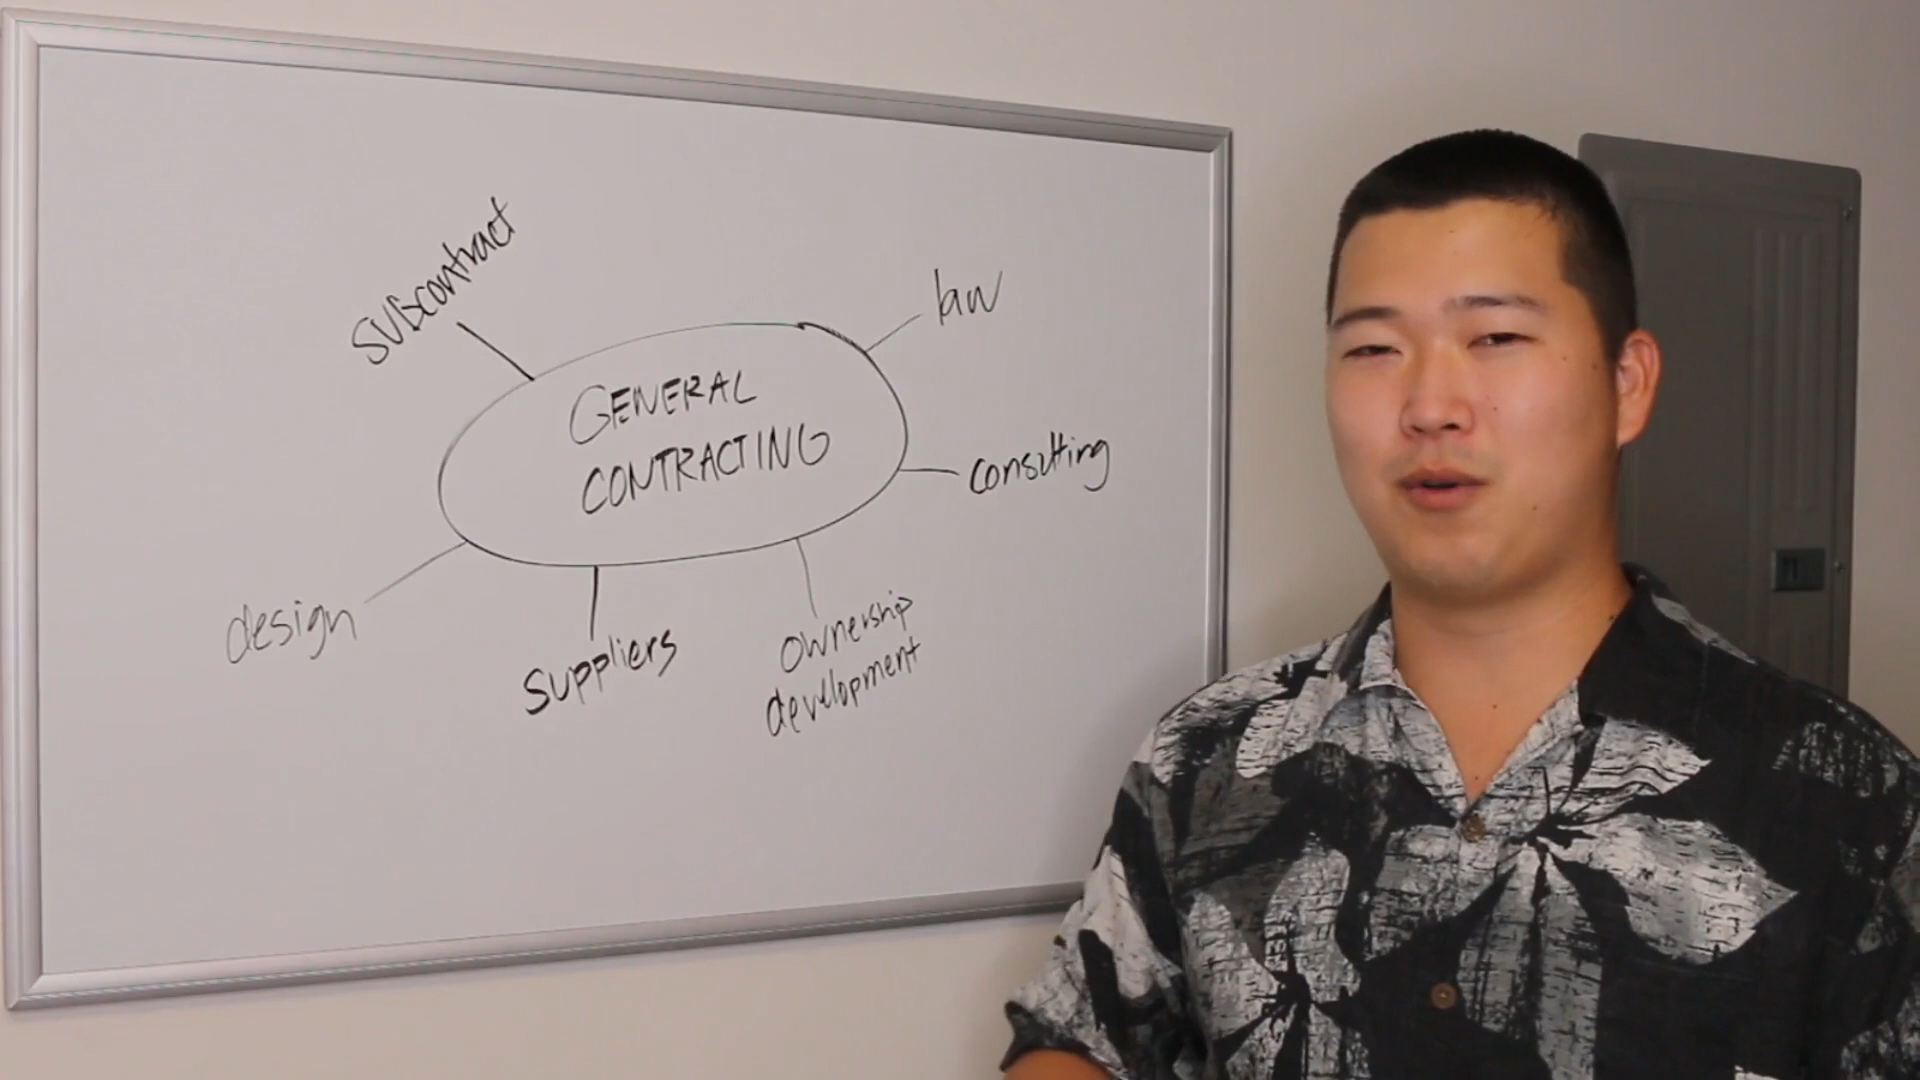 subcontract
law
GENERAL
CONTRACTING
consulting
design
suppliers
ownership
development